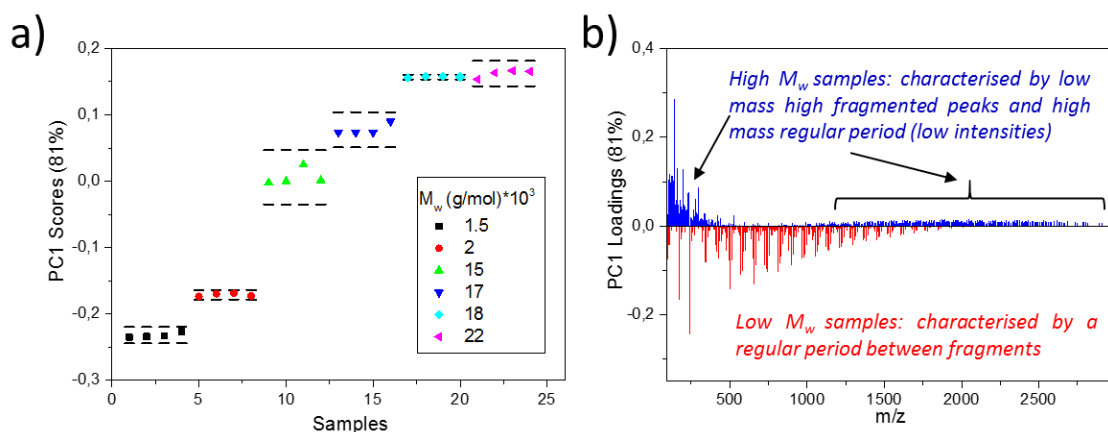 a)
0,2
0,1
0,0
-0,1
-0,2
-0,3
PC1 Scores (81%)
0
5
10
15
20
25
Samples
Mw (g/mol)*10³
1.5
2
15
17
18
22
b)
0,4
0,2
0,0
-0,2
PC1 Loadings (81%)
500
1000
1500
2000
2500
m/z
High Mw samples: characterised by low
mass high fragmented peaks and high
mass regular period (low intensities)
Low Mw samples: characterised by a
regular period between fragments